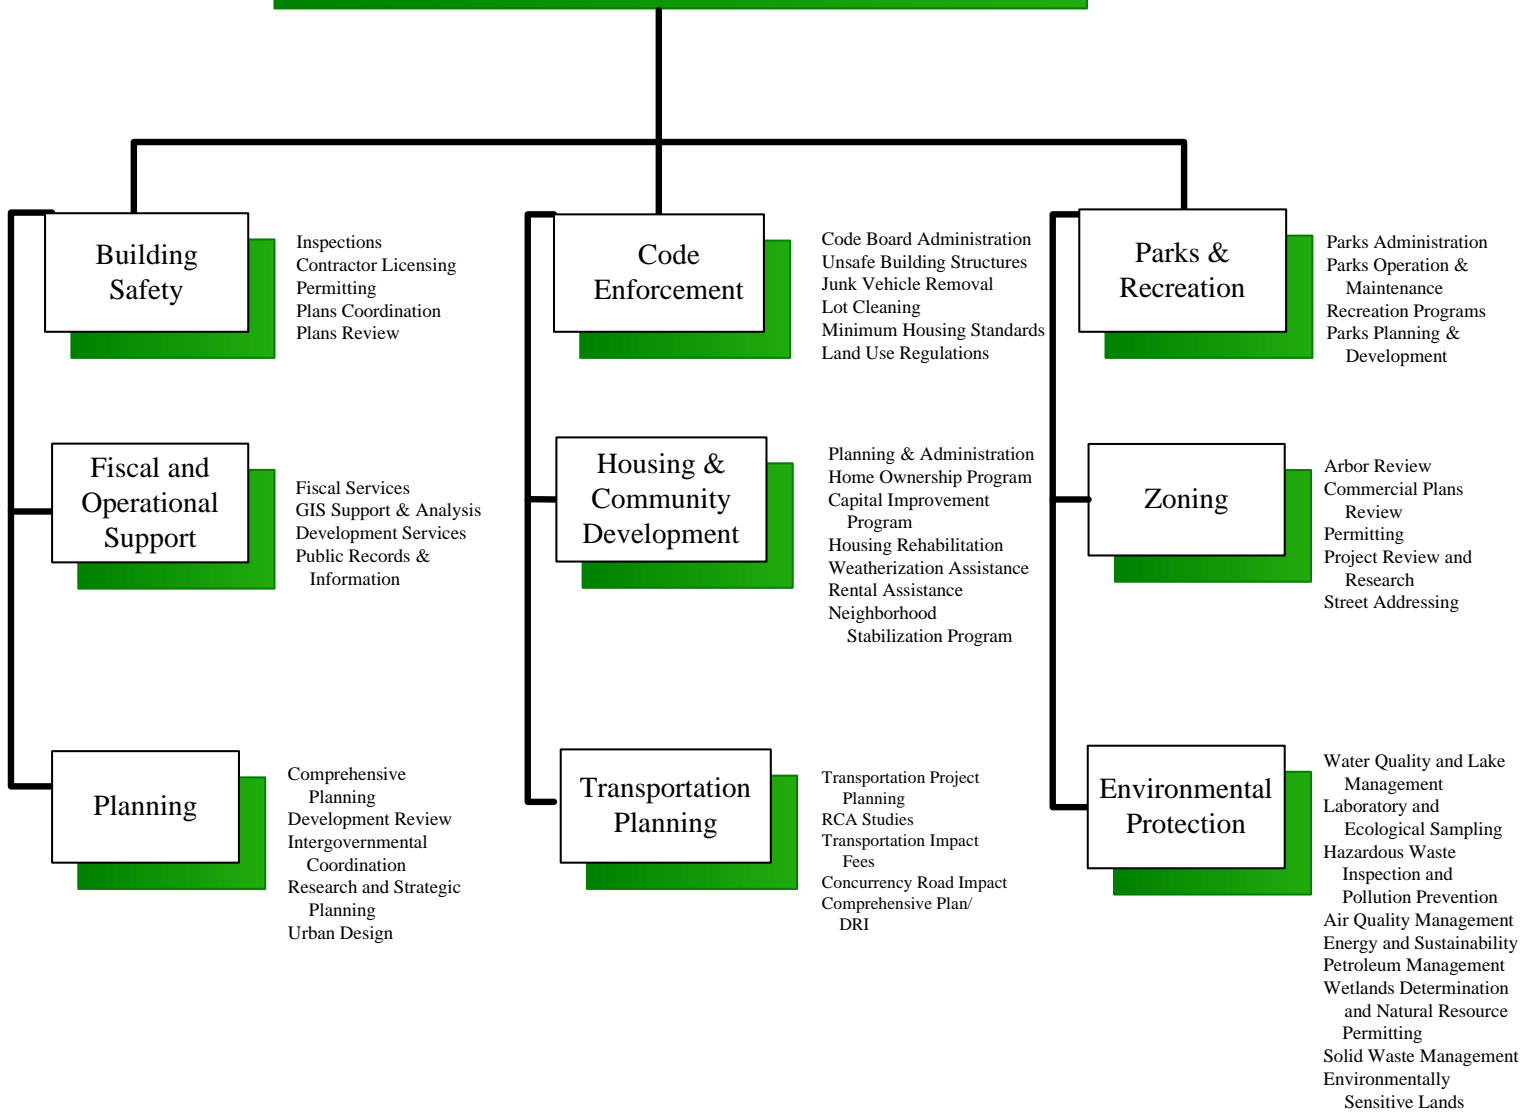 Building
Safety
Inspections
Contractor Licensing
Permitting
Plans Coordination
Plans Review
Code
Enforcement
Code Board Administration
Unsafe Building Structures
Junk Vehicle Removal
Lot Cleaning
Minimum Housing Standards
Land Use Regulations
Parks &
Recreation
Parks Administration
Parks Operation &
Maintenance
Recreation Programs
Parks Planning &
Development
Fiscal and
Operational
Support
Fiscal Services
GIS Support & Analysis
Development Services
Public Records &
Information
Housing &
Community
Development
Planning & Administration
Home Ownership Program
Capital Improvement
Program
Housing Rehabilitation
Weatherization Assistance
Rental Assistance
Neighborhood
Stabilization Program
Zoning
Arbor Review
Commercial Plans
Review
Permitting
Project Review and
Research
Street Addressing
Planning
Comprehensive
Planning
Development Review
Intergovernmental
Coordination
Research and Strategic
Planning
Urban Design
Transportation
Planning
Transportation Project
Planning
RCA Studies
Transportation Impact
Fees
Concurrency Road Impact
Comprehensive Plan/
DRI
Environmental
Protection
Water Quality and Lake
Management
Laboratory and
Ecological Sampling
Hazardous Waste
Inspection and
Pollution Prevention
Air Quality Management
Energy and Sustainability
Petroleum Management
Wetlands Determination
and Natural Resource
Permitting
Solid Waste Management
Environmentally
Sensitive Lands